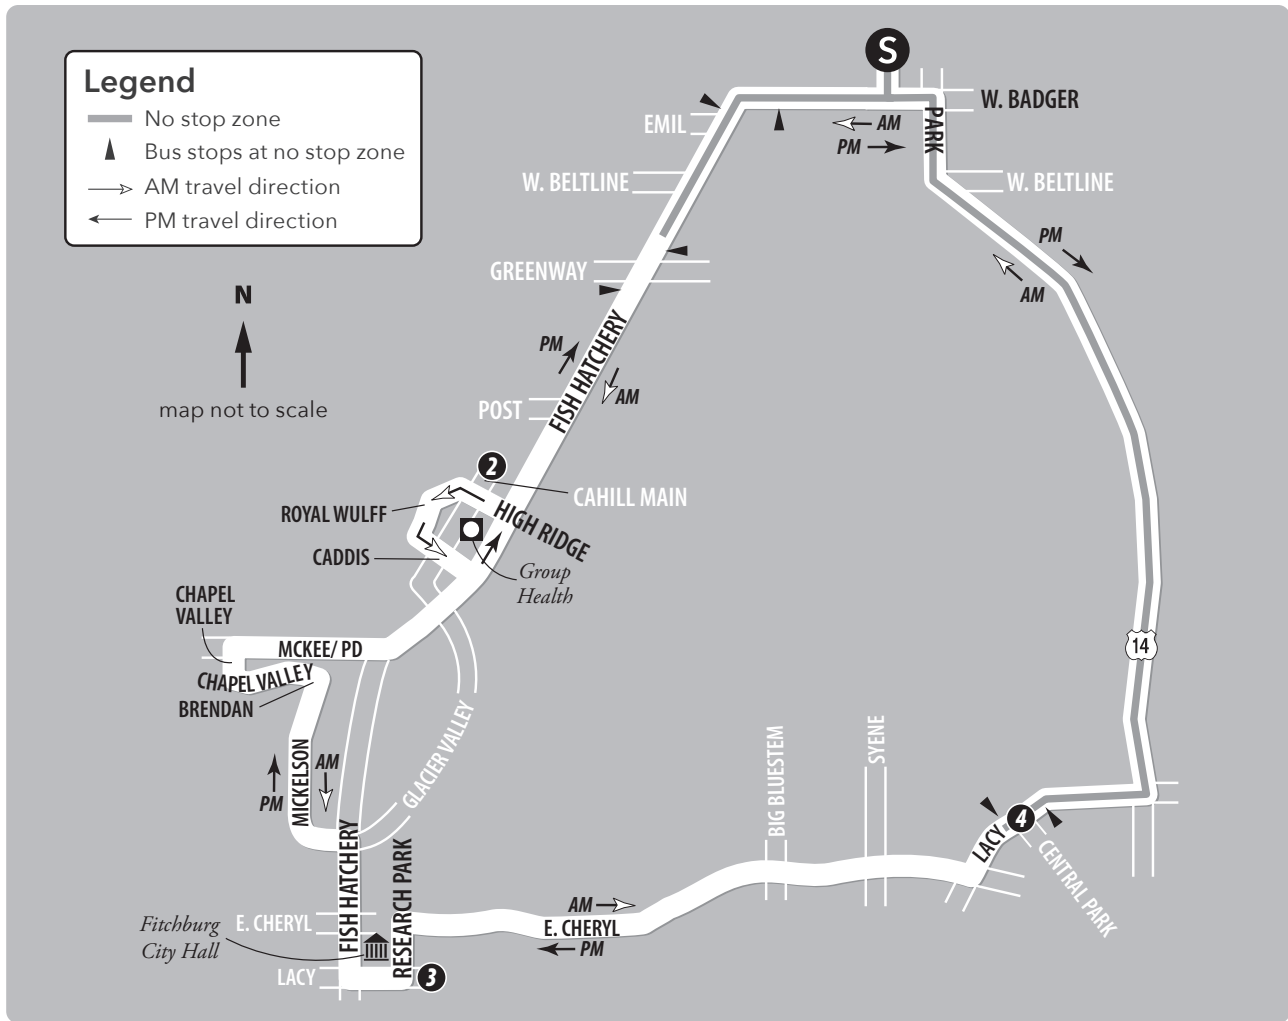 S
Legend
No stop zone
Bus stops at no stop zone
AM travel direction
PM travel direction
W. BADGER
PARK
EMIL
AM
PM
W. BELTLINE
W. BELTLINE
PM
AM
GREENWAY
N
map not to scale
PM
FISH HATCHERY
AM
POST
2
CAHILL MAIN
ROYAL WULFF
HIGH RIDGE
CADDIS
Group
Health
CHAPEL
VALLEY
MCKEE/ PD
14
CHAPEL VALLEY
BRENDAN
GLACIER VALLEY
MICKELSON
AM
PM
BIG BLUESTEM
SYENE
4
LACY
CENTRAL PARK
FISH HATCHERY
RESEARCH PARK
AM
E. CHERYL
PM
E. CHERYL
Fitchburg
City Hall
LACY
3